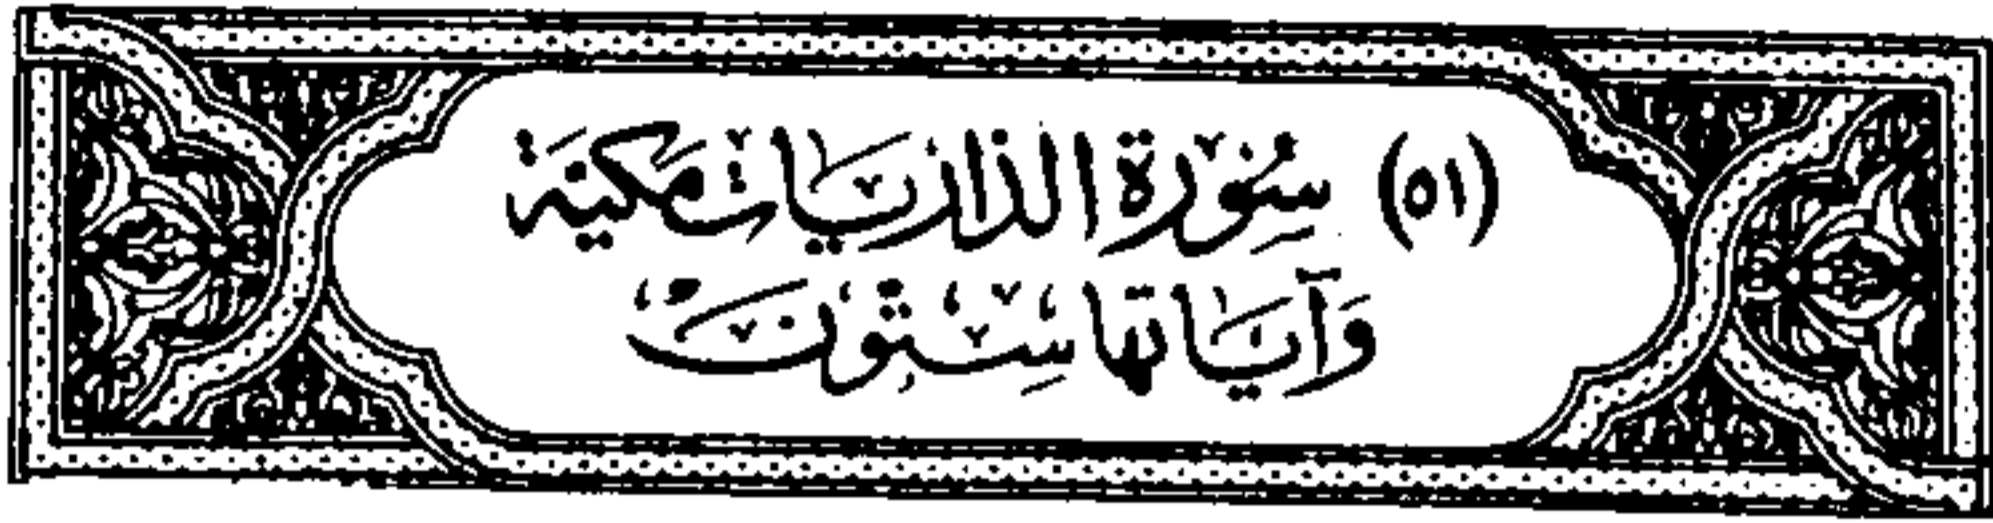 (٥١) سُورَةُ الذَّارِيَاتِ مَكِّيَّة
وَآيَاتُهَا سِتُّونَ